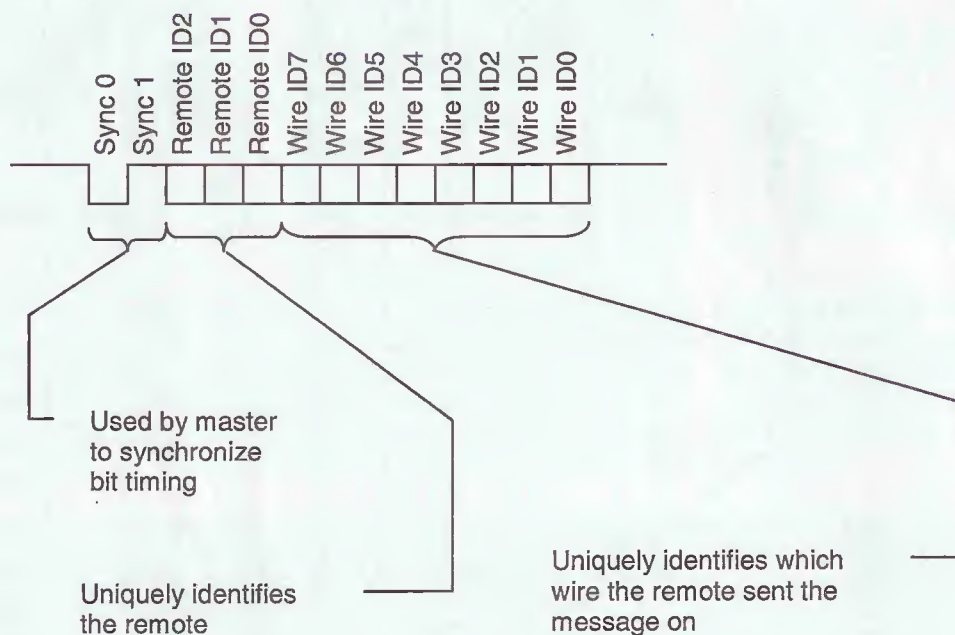 Sync 0
Sync 1
Remote ID2
Remote ID1
Remote ID0
Wire ID7
Wire ID6
Wire ID5
Wire ID4
Wire ID3
Wire ID2
Wire ID1
Wire ID0
Used by master
to synchronize
bit timing
Uniquely identifies
the remote
Uniquely identifies which
wire the remote sent the
message on